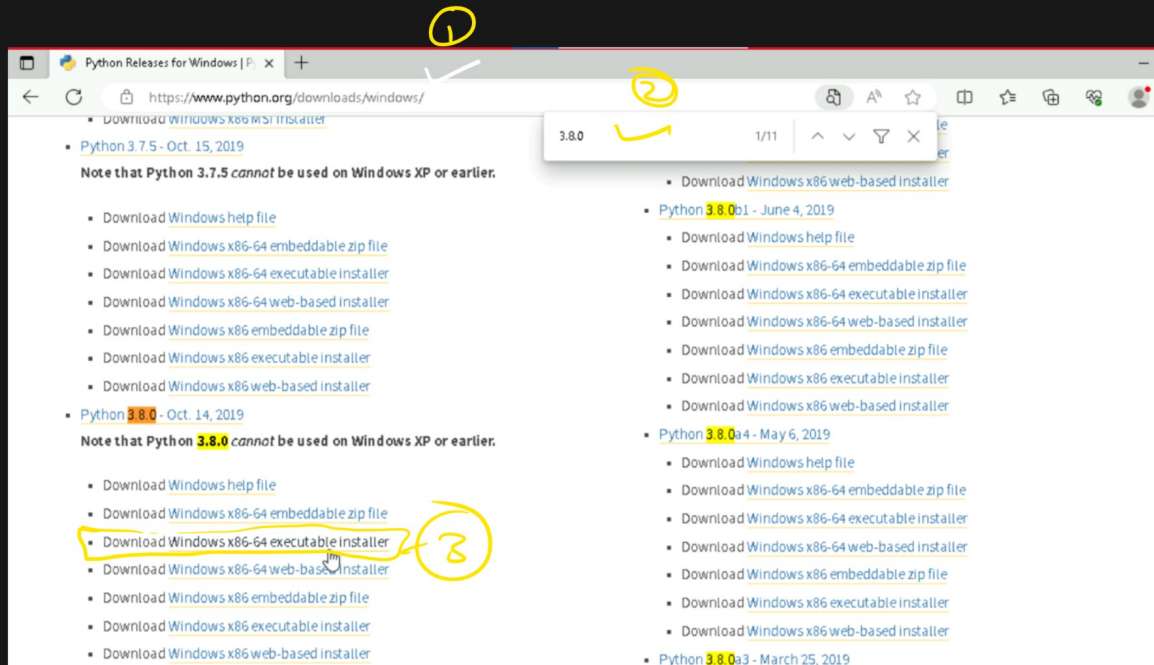 1
Python Releases for Windows | Py
https://www.python.org/downloads/windows/
2
3.8.0
1/11
Download Windows x86 MSI installer
Python 3.7.5 - Oct. 15, 2019
Note that Python 3.7.5 cannot be used on Windows XP or earlier.
Download Windows help file
Download Windows x86-64 embeddable zip file
Download Windows x86-64 executable installer
Download Windows x86-64 web-based installer
Download Windows x86 embeddable zip file
Download Windows x86 executable installer
Download Windows x86 web-based installer
Python 3.8.0 - Oct. 14, 2019
Note that Python 3.8.0 cannot be used on Windows XP or earlier.
Download Windows help file
Download Windows x86-64 embeddable zip file
Download Windows x86-64 executable installer
3
Download Windows x86-64 web-based installer
Download Windows x86 embeddable zip file
Download Windows x86 executable installer
Download Windows x86 web-based installer
Download Windows x86 web-based installer
Python 3.8.0b1 - June 4, 2019
Download Windows help file
Download Windows x86-64 embeddable zip file
Download Windows x86-64 executable installer
Download Windows x86-64 web-based installer
Download Windows x86 embeddable zip file
Download Windows x86 executable installer
Download Windows x86 web-based installer
Python 3.8.0a4 - May 6, 2019
Download Windows help file
Download Windows x86-64 embeddable zip file
Download Windows x86-64 executable installer
Download Windows x86-64 web-based installer
Download Windows x86 embeddable zip file
Download Windows x86 executable installer
Download Windows x86 web-based installer
Python 3.8.0a3 - March 25, 2019